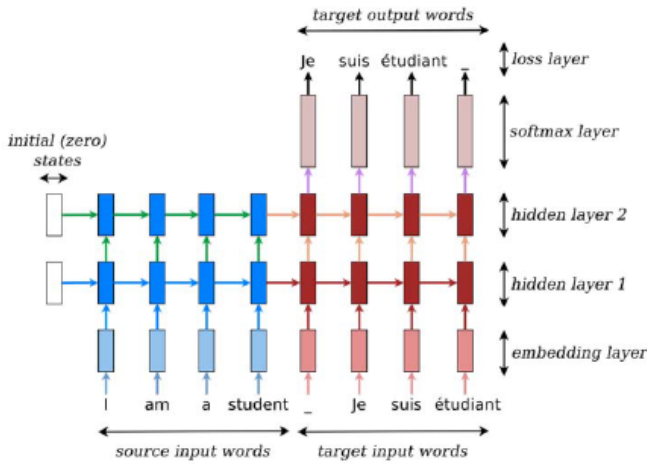 target output words
Je suis étudiant _
loss layer
softmax layer
initial (zero)
states
hidden layer 2
hidden layer 1
embedding layer
I am a student _ Je suis étudiant
source input words target input words